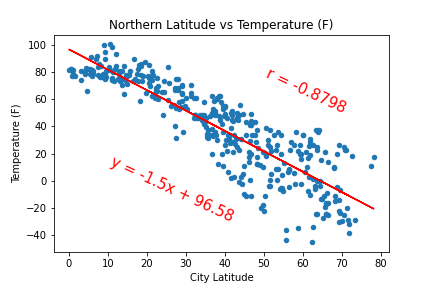 Northern Latitude vs Temperature (F)
100
80
60
40
20
0
−20
−40
Temperature (F)
r = -0.8798
y = -1.5x + 96.58
0 10 20 30 40 50 60 70 80
City Latitude